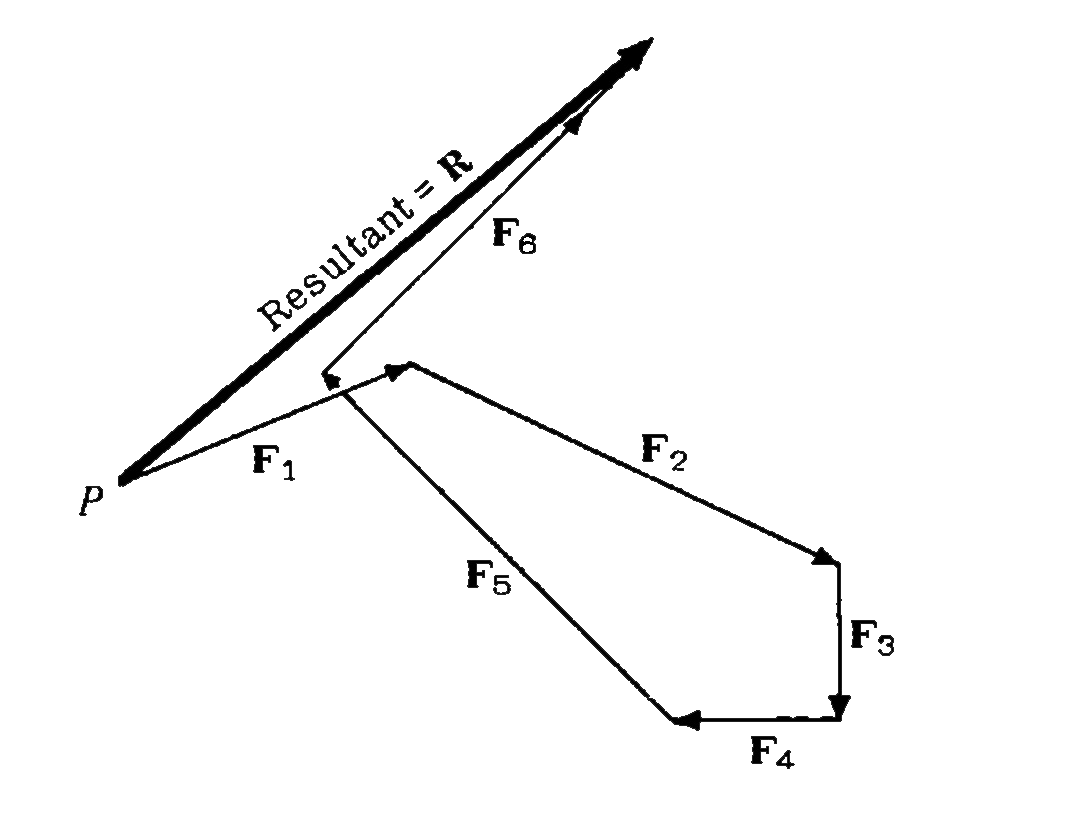 Resultant = R
F6
F1
F2
P
F5
F3
F4